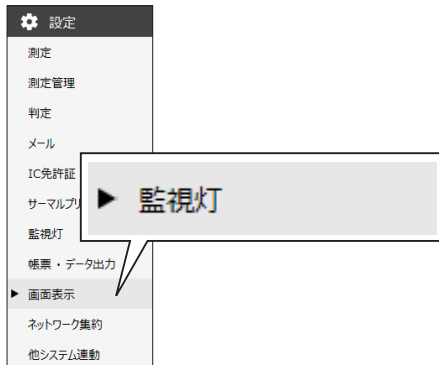 設定
測定
測定管理
判定
メール
IC免許証
サーマルプリ
監視灯
▶ 監視灯
帳票・データ出力
▶ 画面表示
ネットワーク集約
他システム連動